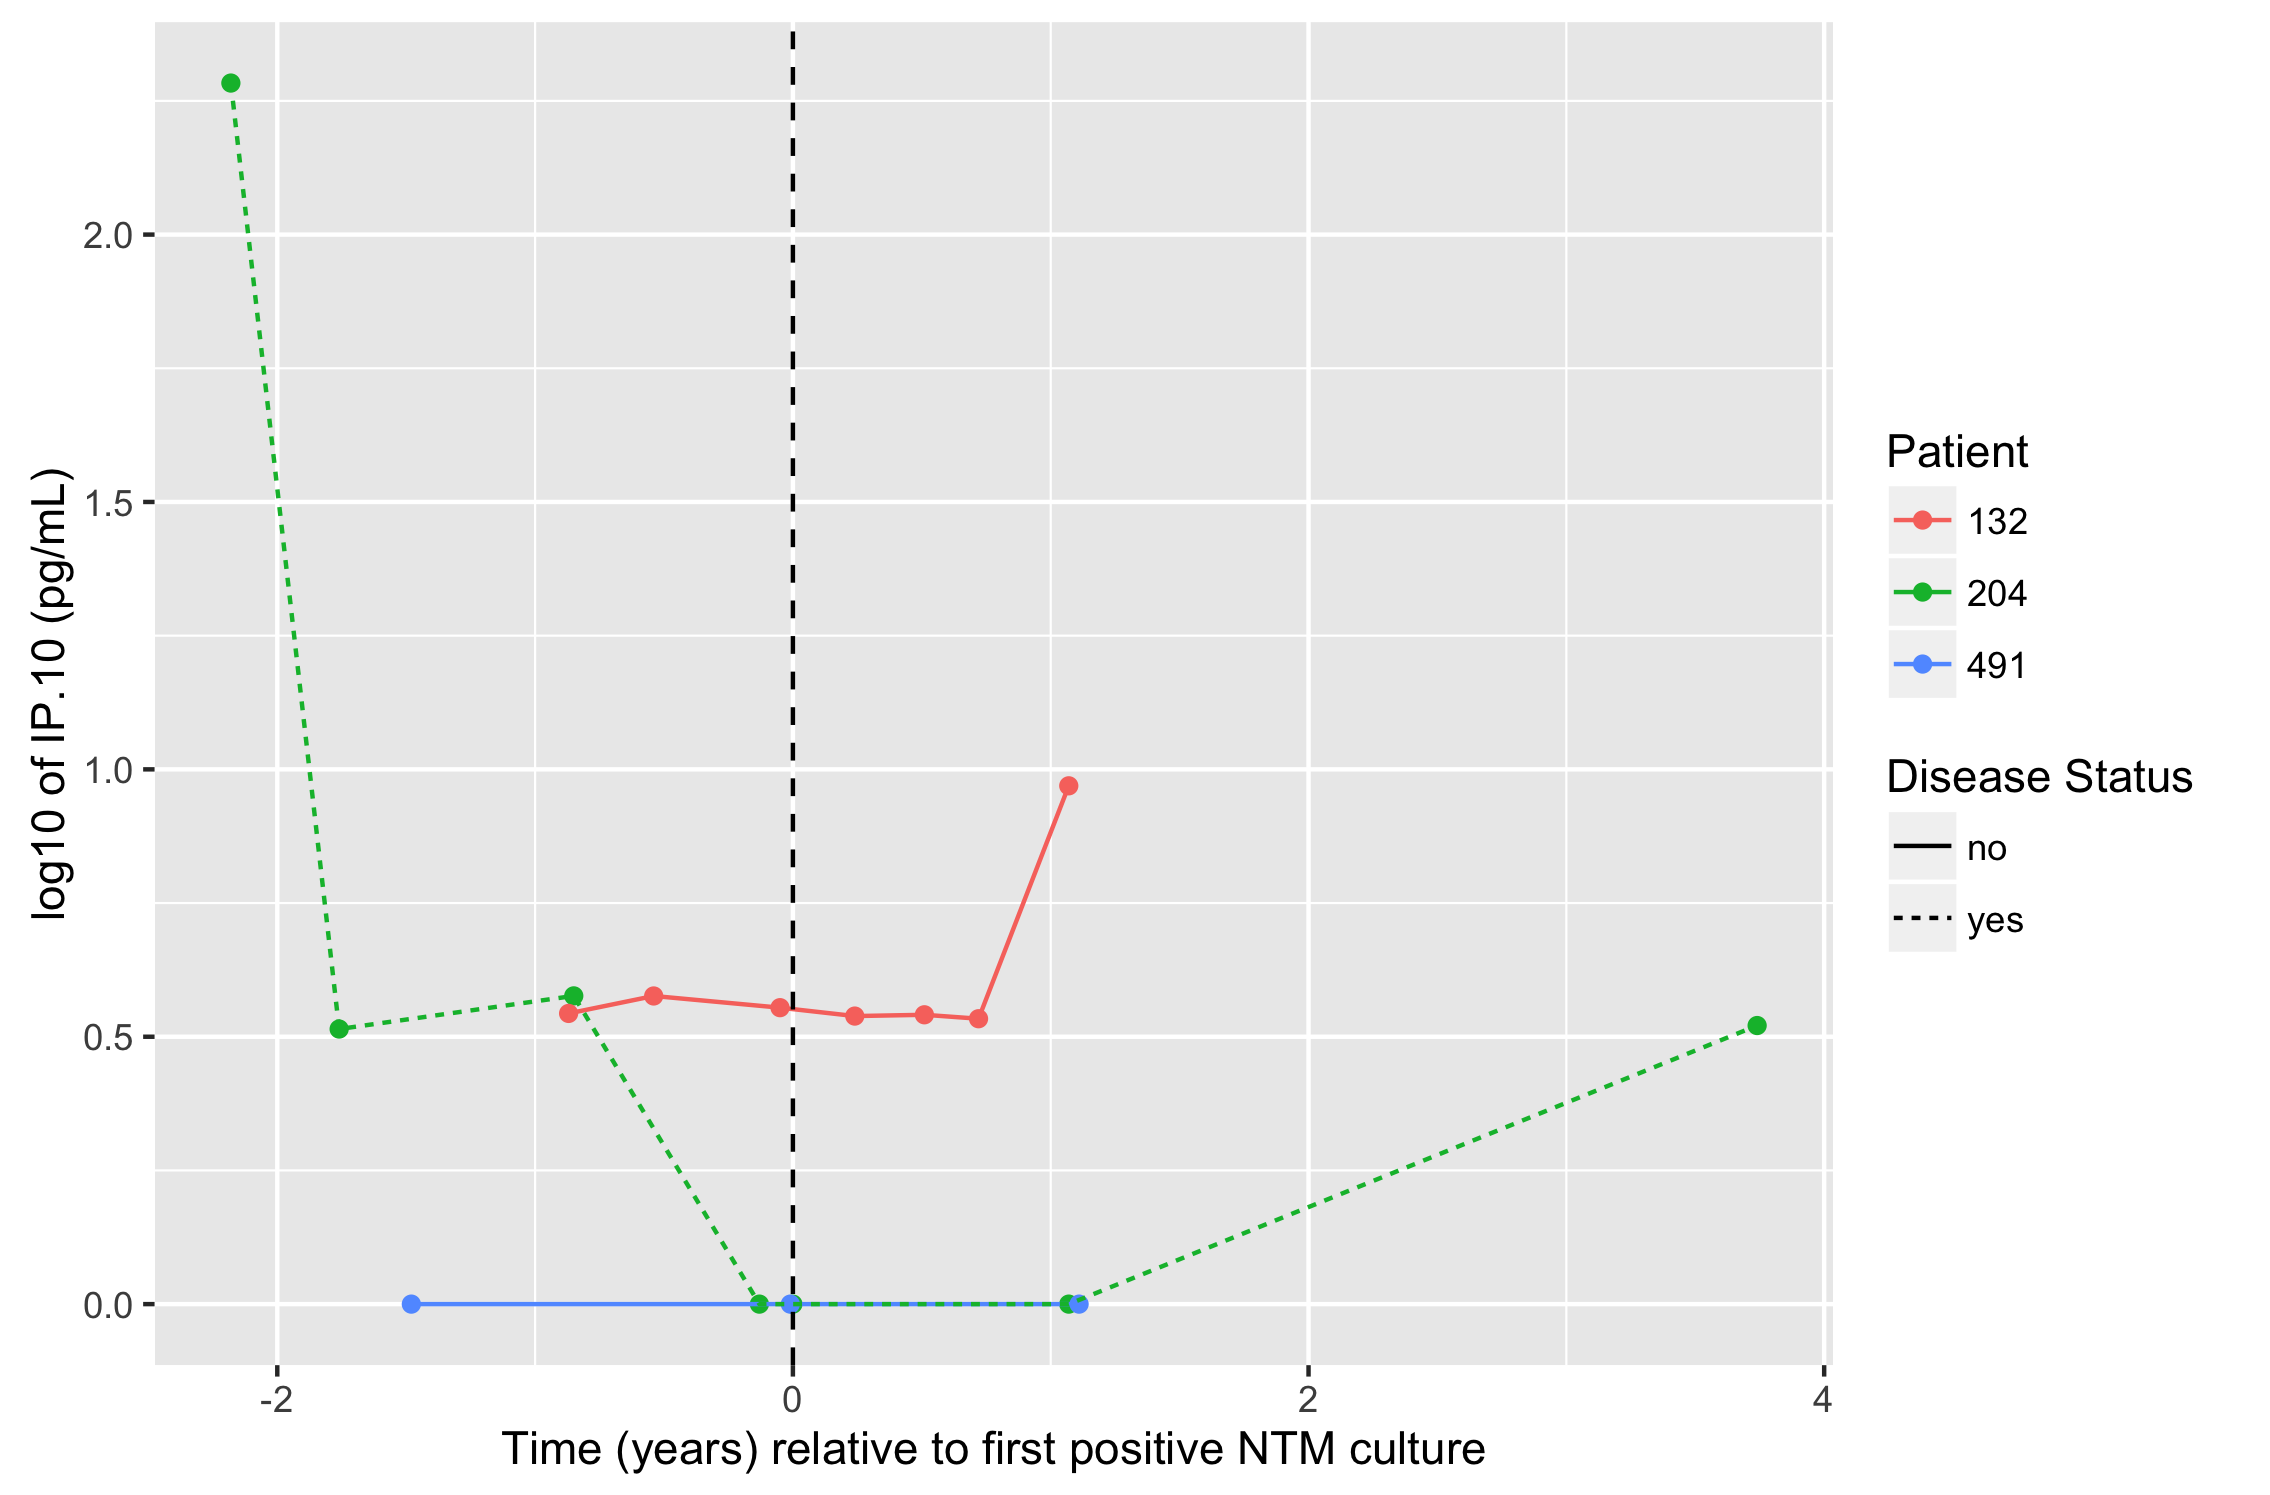 log10 of IP.10 (pg/mL)
2.0
1.5
1.0
0.5
0.0
-2 0 2 4
Time (years) relative to first positive NTM culture
Patient
132
204
491
Disease Status
no
yes